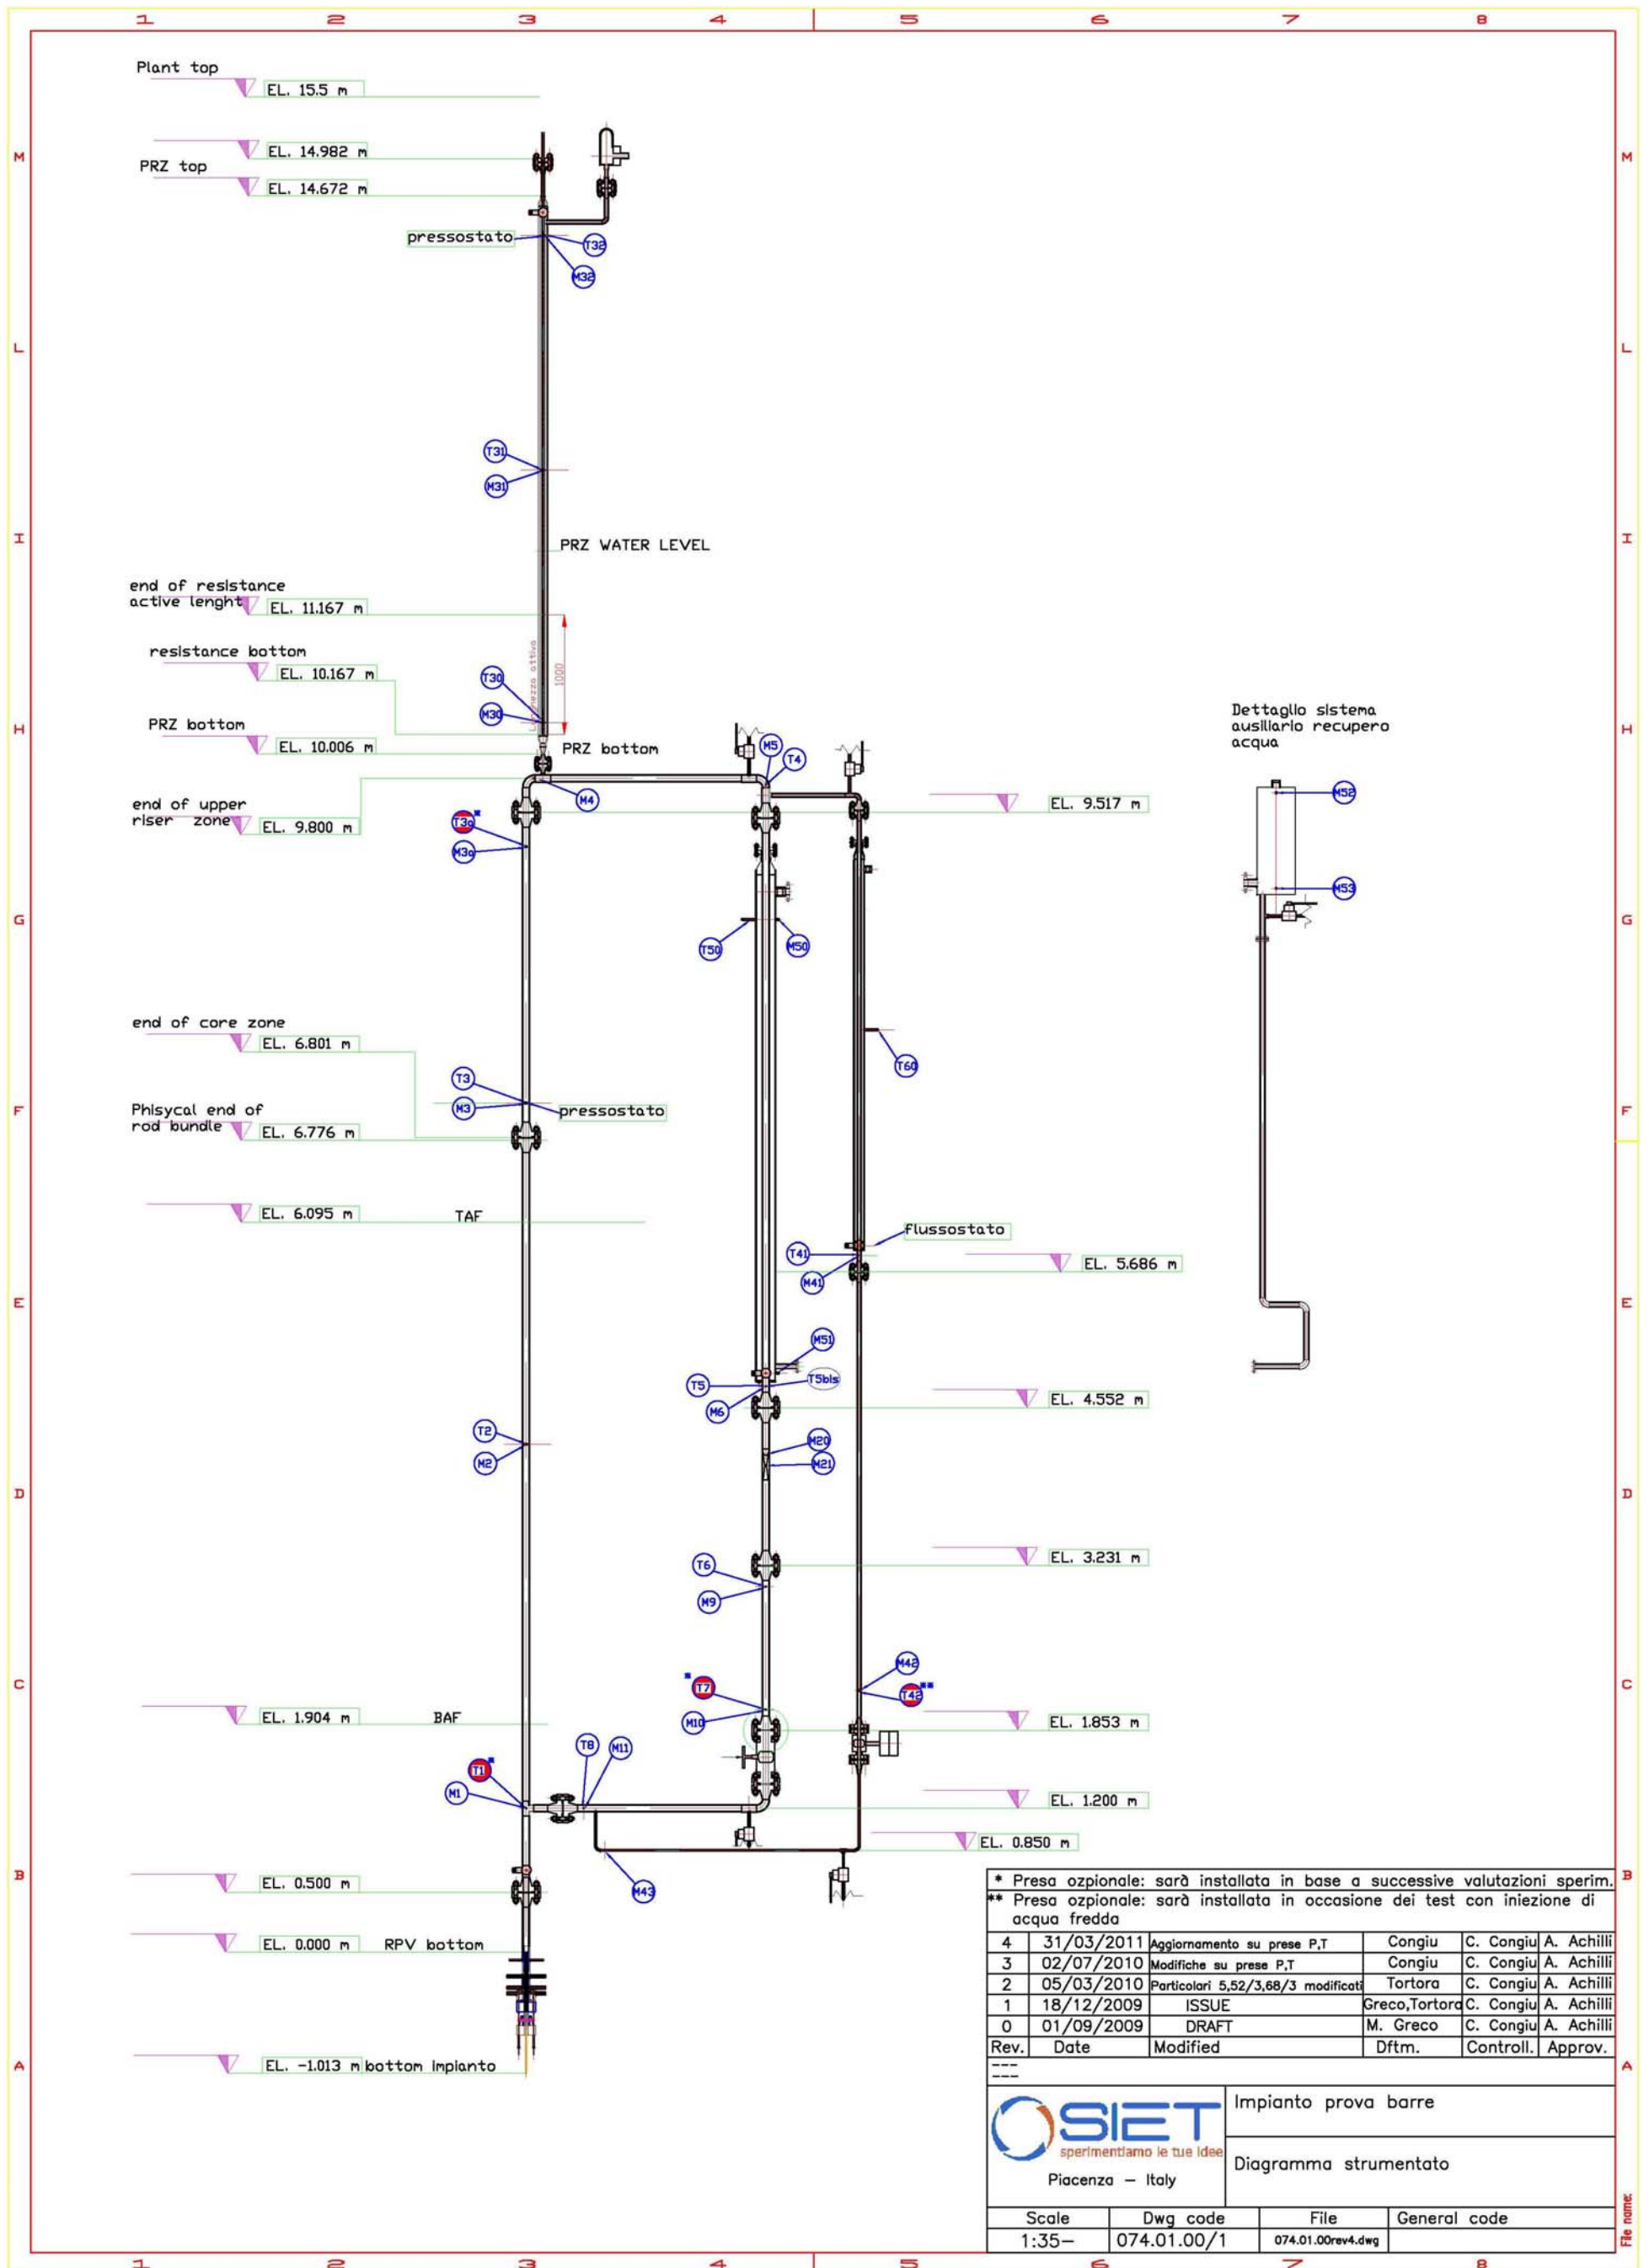 1 2 3 4 5 6 7 8
Plant top
EL. 15.5 m
M M
EL. 14.982 m
PRZ top
EL. 14.672 m
pressostato
T32
M32
L L
T31
M31
I I
PRZ WATER LEVEL
end of resistance
active lenght
EL. 11.167 m
resistance bottom
EL. 10.167 m
1000
T30
M30
H H
PRZ bottom
EL. 10.006 m
PRZ bottom
M5
T4
M4
Dettaglio sistema
ausiliario recupero
acqua
M52
M53
end of upper
riser zone
EL. 9.800 m
EL. 9.517 m
T3a*
M3a
G G
T50
M50
end of core zone
EL. 6.801 m
T60
T3
M3
pressostato
F F
Phisycal end of
rod bundle
EL. 6.776 m
EL. 6.095 m
TAF
flussostato
T41
M41
EL. 5.686 m
E E
M51
T5
T5bis
M6
EL. 4.552 m
T2
M2
M20
M21
D D
EL. 3.231 m
T6
M9
M42
T42**
C C
* T7
M10
EL. 1.904 m
BAF
EL. 1.853 m
T8
M11
T1*
M1
EL. 1.200 m
EL. 0.850 m
B B
EL. 0.500 m
M43
EL. 0.000 m RPV bottom
A A
EL. -1.013 m bottom impianto
* Presa ozpionale: sarà installata in base a successive valutazioni sperim.
** Presa ozpionale: sarà installata in occasione dei test con iniezione di
acqua fredda
4 31/03/2011 Aggiornamento su prese P,T Congiu C. Congiu A. Achilli
3 02/07/2010 Modifiche su prese P,T Congiu C. Congiu A. Achilli
2 05/03/2010 Particolari 5,52/3,68/3 modificati Tortora C. Congiu A. Achilli
1 18/12/2009 ISSUE Greco,Tortora C. Congiu A. Achilli
0 01/09/2009 DRAFT M. Greco C. Congiu A. Achilli
Rev. Date Modified Dftm. Controll. Approv.
---
---
SIET
sperimentiamo le tue idee
Piacenza - Italy
Impianto prova barre
Diagramma strumentato
Scale Dwg code File General code
1:35- 074.01.00/1 074.01.00rev4.dwg
File name:
1 2 3 4 5 6 7 8